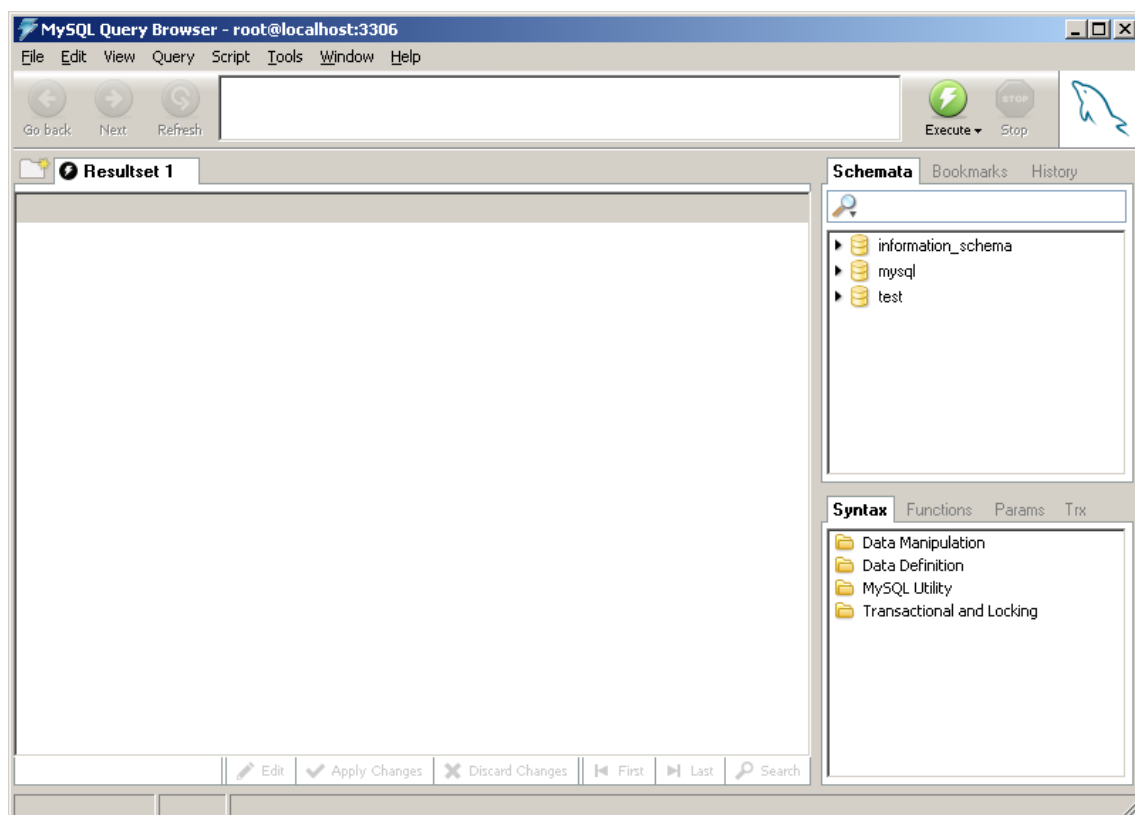 MySQL Query Browser - root@localhost:3306
File Edit View Query Script Tools Window Help
Go back Next Refresh Execute STOP Stop
Resultset 1
Schemata Bookmarks History
information_schema
mysql
test
Syntax Functions Params Trx
Data Manipulation
Data Definition
MySQL Utility
Transactional and Locking
Edit Apply Changes Discard Changes First Last Search